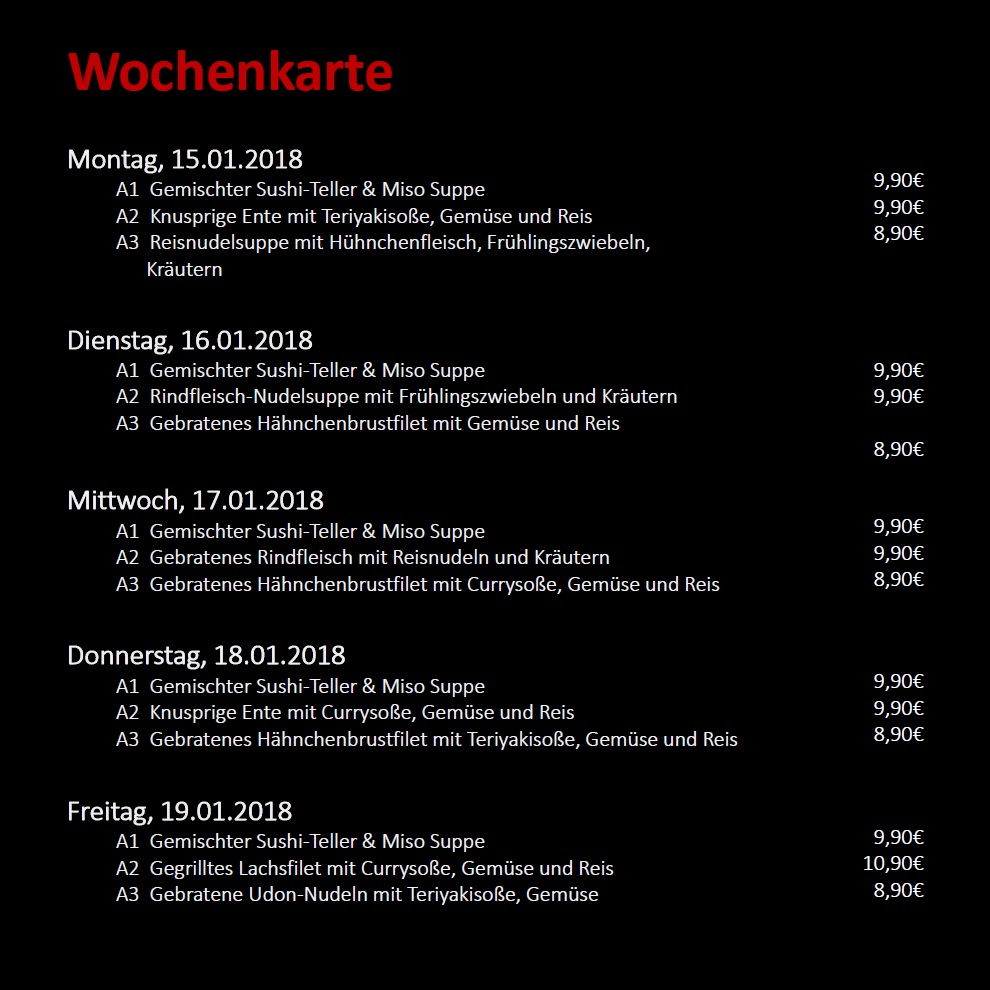 Wochenkarte
Montag, 15.01.2018
A1 Gemischter Sushi-Teller & Miso Suppe 9,90€
A2 Knusprige Ente mit Teriyakisoße, Gemüse und Reis 9,90€
A3 Reisnudelsuppe mit Hühnchenfleisch, Frühlingszwiebeln, 8,90€
Kräutern
Dienstag, 16.01.2018
A1 Gemischter Sushi-Teller & Miso Suppe 9,90€
A2 Rindfleisch-Nudelsuppe mit Frühlingszwiebeln und Kräutern 9,90€
A3 Gebratenes Hähnchenbrustfilet mit Gemüse und Reis
8,90€
Mittwoch, 17.01.2018
A1 Gemischter Sushi-Teller & Miso Suppe 9,90€
A2 Gebratenes Rindfleisch mit Reisnudeln und Kräutern 9,90€
A3 Gebratenes Hähnchenbrustfilet mit Currysoße, Gemüse und Reis 8,90€
Donnerstag, 18.01.2018
A1 Gemischter Sushi-Teller & Miso Suppe 9,90€
A2 Knusprige Ente mit Currysoße, Gemüse und Reis 9,90€
A3 Gebratenes Hähnchenbrustfilet mit Teriyakisoße, Gemüse und Reis 8,90€
Freitag, 19.01.2018
A1 Gemischter Sushi-Teller & Miso Suppe 9,90€
A2 Gegrilltes Lachsfilet mit Currysoße, Gemüse und Reis 10,90€
A3 Gebratene Udon-Nudeln mit Teriyakisoße, Gemüse 8,90€